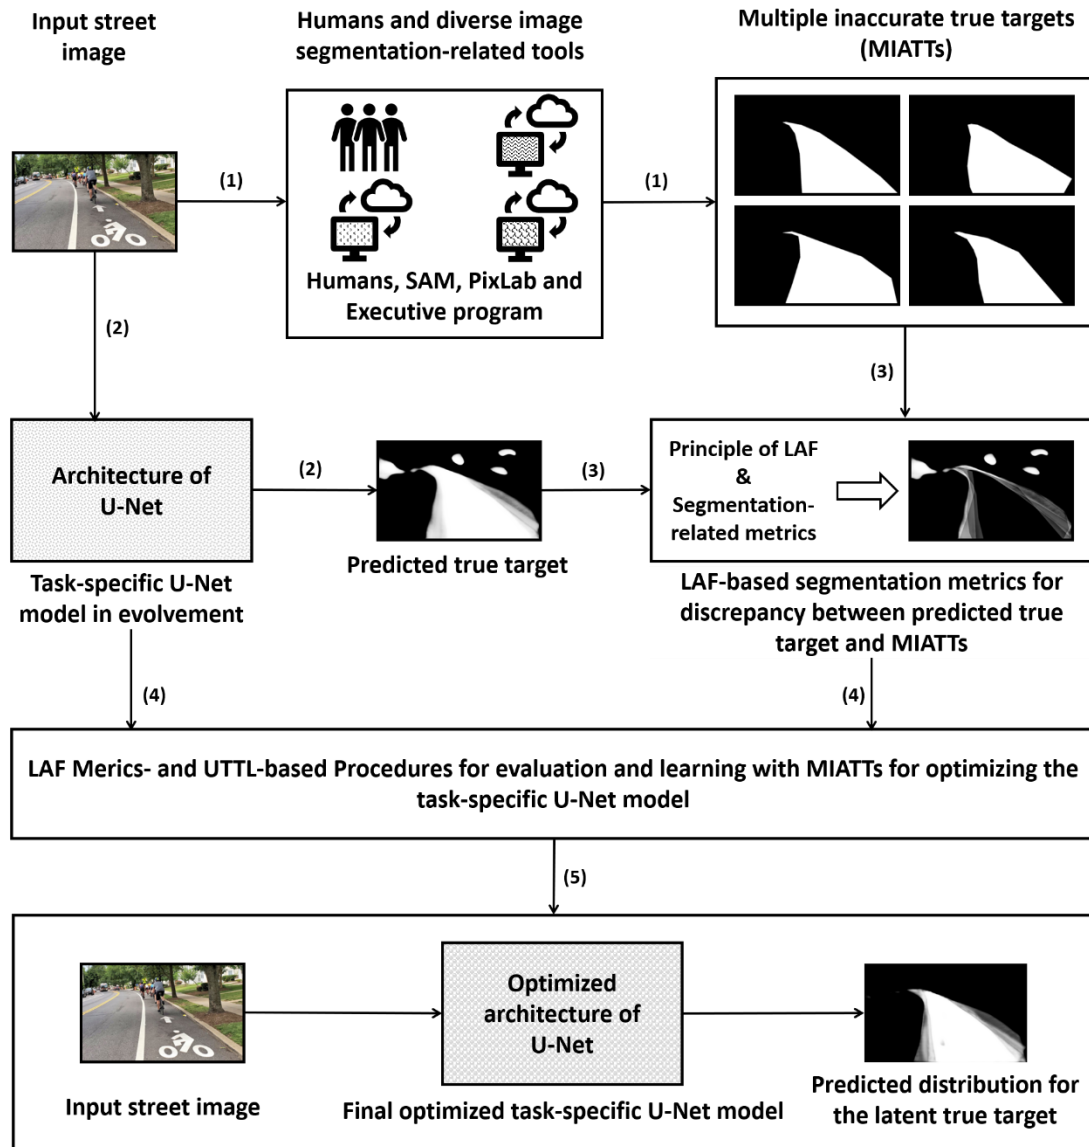 Input street
image
Humans and diverse image
segmentation-related tools
Multiple inaccurate true targets
(MIATTs)
(1)
(1)
Humans, SAM, PixLab and
Executive program
(2)
(3)
Architecture of
U-Net
(2)
(3)
Principle of LAF
&
Segmentation-
related metrics
Predicted true target
Task-specific U-Net
model in evolvement
LAF-based segmentation metrics for
discrepancy between predicted true
target and MIATTs
(4)
(4)
LAF Merics- and UTTL-based Procedures for evaluation and learning with MIATTs for optimizing the
task-specific U-Net model
(5)
Optimized
architecture of
U-Net
Input street image
Final optimized task-specific U-Net model
Predicted distribution for
the latent true target